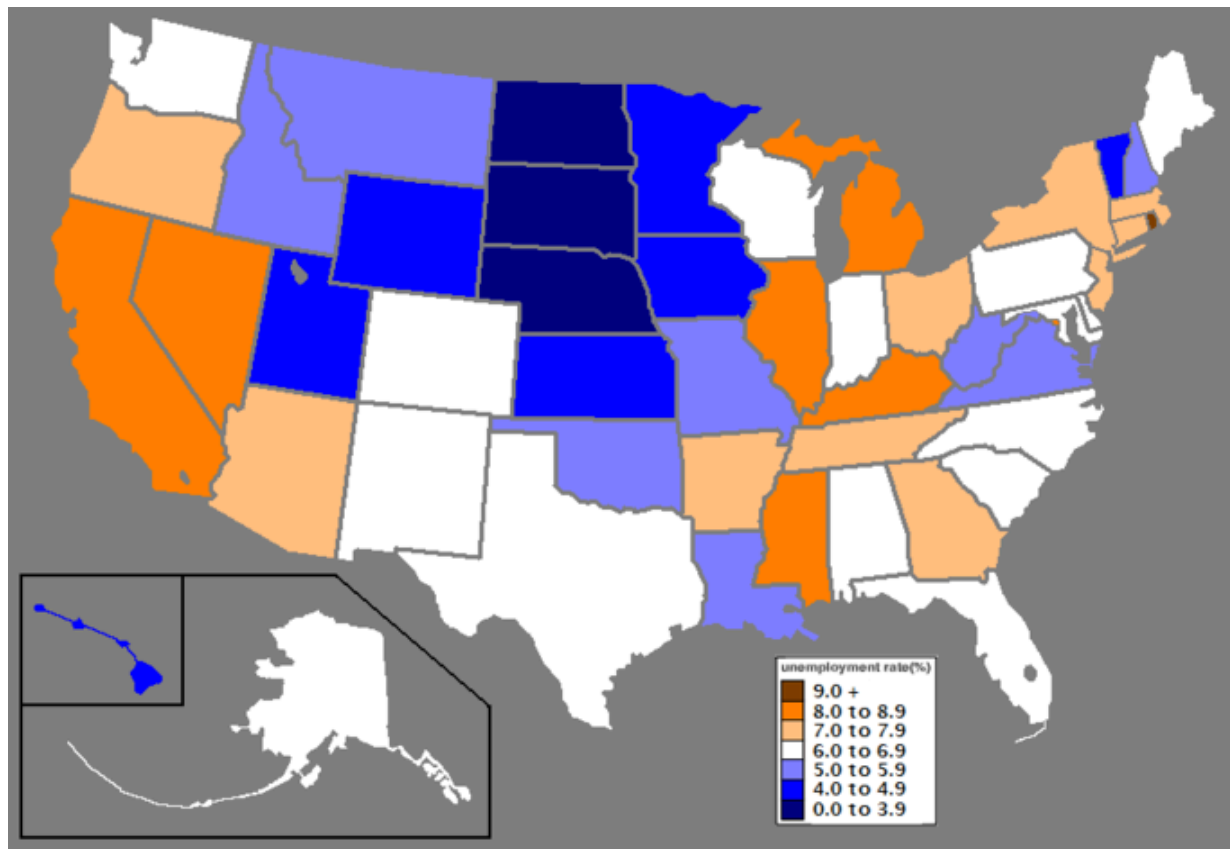 unemployment rate(%)
9.0 +
8.0 to 8.9
7.0 to 7.9
6.0 to 6.9
5.0 to 5.9
4.0 to 4.9
0.0 to 3.9